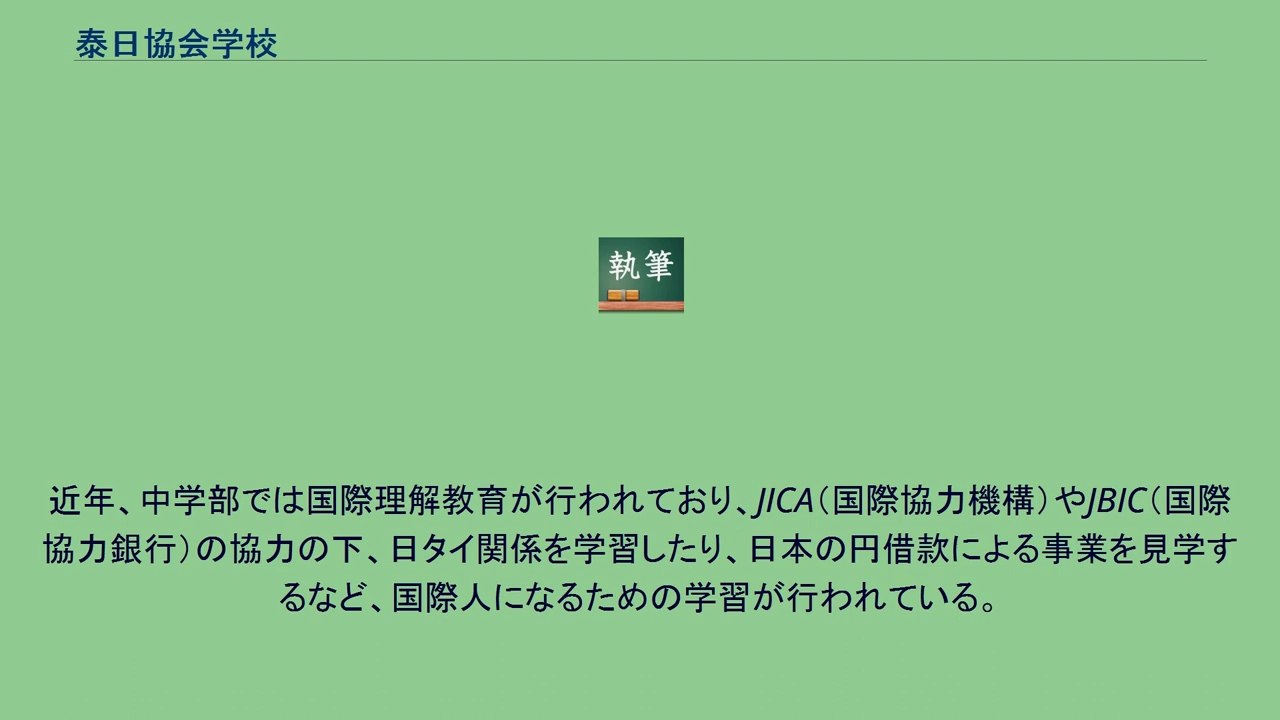 泰日協会学校
執筆
近年、中学部では国際理解教育が行われており、JICA（国際協力機構）やJBIC（国際
協力銀行）の協力の下、日タイ関係を学習したり、日本の円借款による事業を見学す
るなど、国際人になるための学習が行われている。